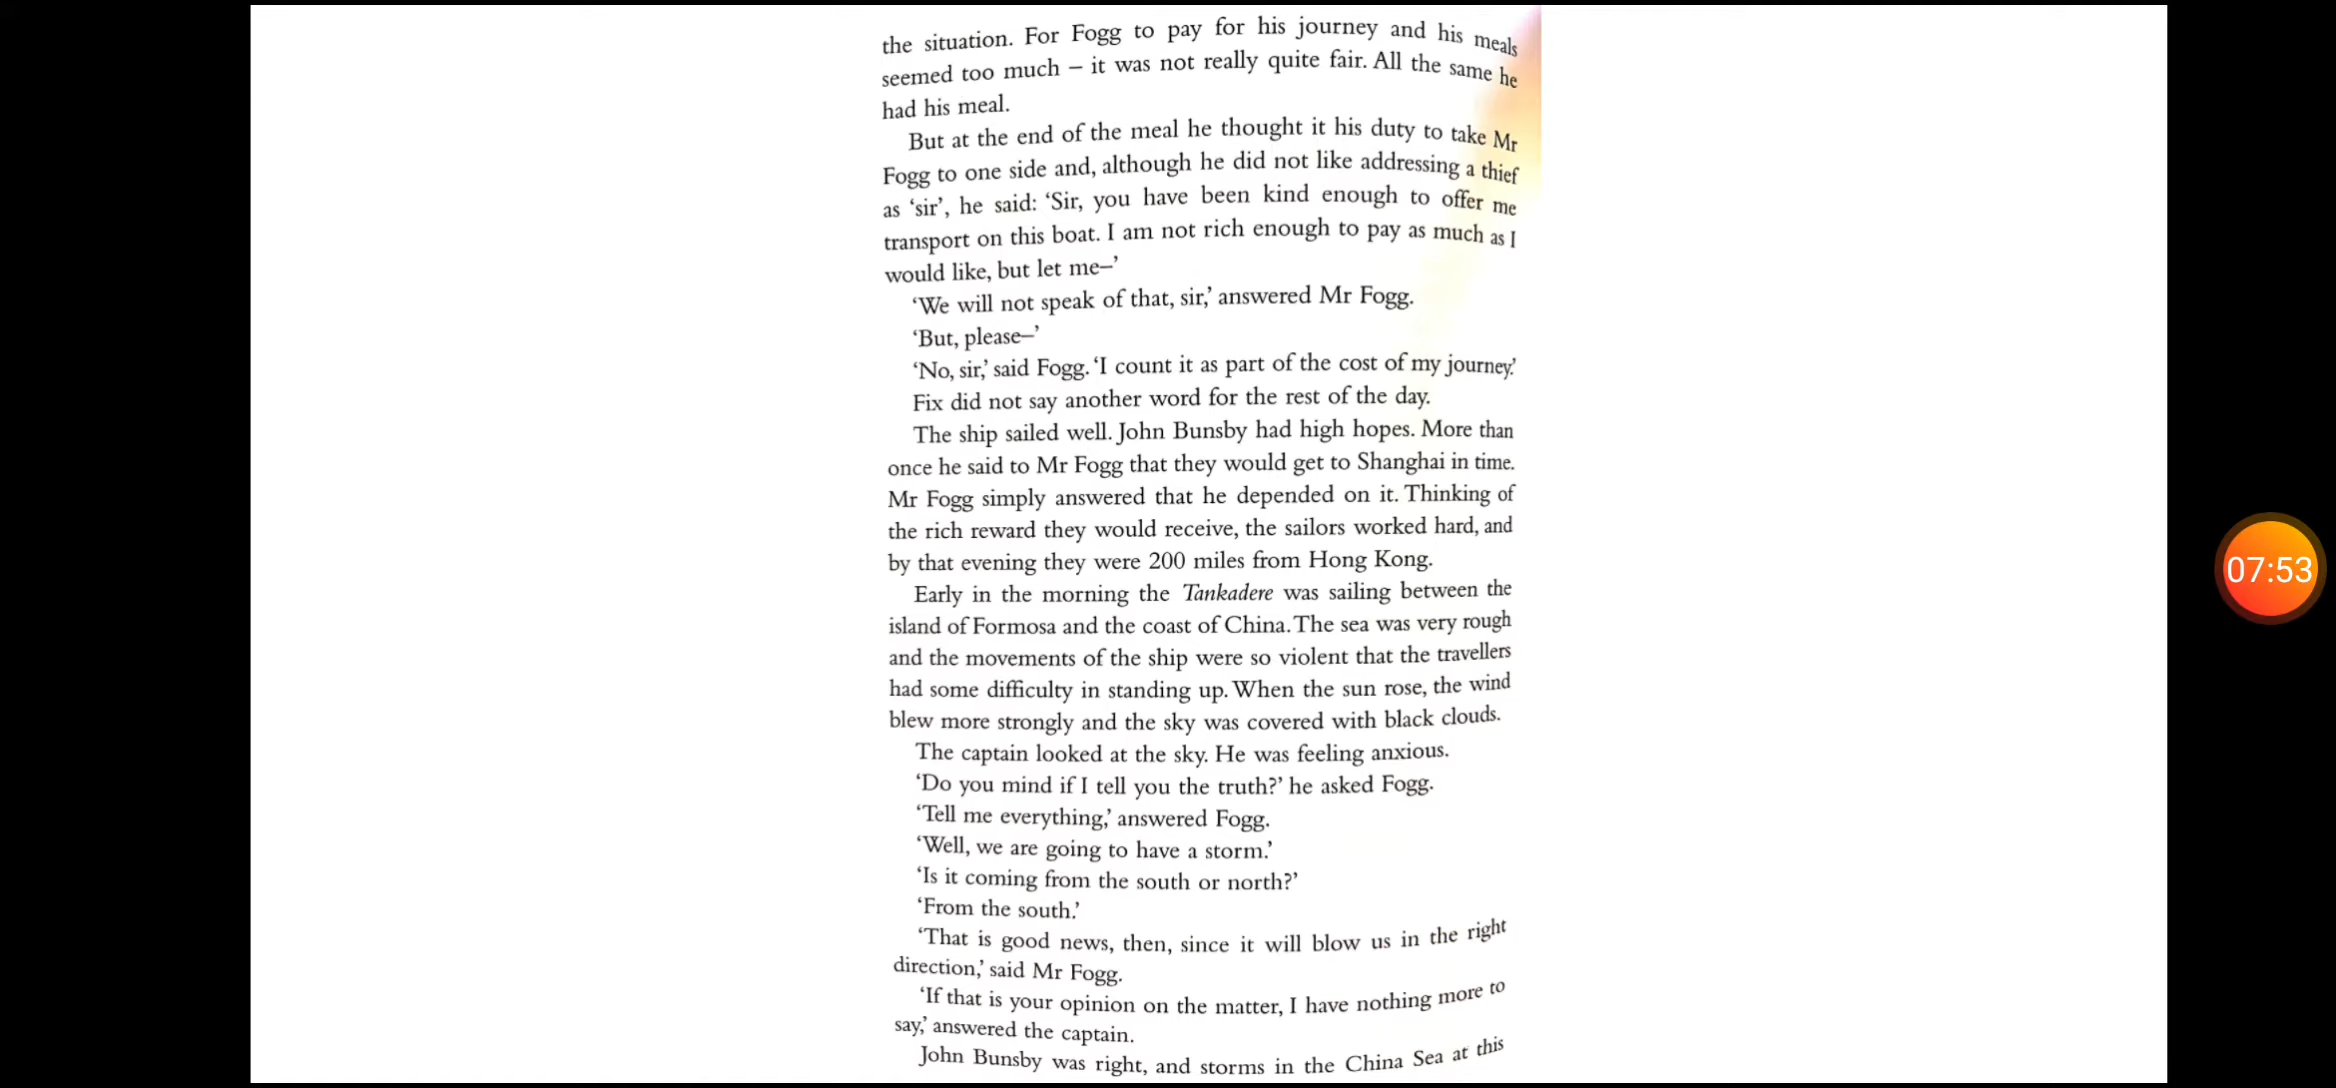 the situation. For Fogg to pay for his journey and his meals
seemed too much – it was not really quite fair. All the same he
had his meal.
But at the end of the meal he thought it his duty to take Mr
Fogg to one side and, although he did not like addressing a thief
as ‘sir’, he said: ‘Sir, you have been kind enough to offer me
transport on this boat. I am not rich enough to pay as much as I
would like, but let me–’
‘We will not speak of that, sir,’ answered Mr Fogg.
‘But, please–’
‘No, sir,’ said Fogg. ‘I count it as part of the cost of my journey.’
Fix did not say another word for the rest of the day.
The ship sailed well. John Bunsby had high hopes. More than
once he said to Mr Fogg that they would get to Shanghai in time.
Mr Fogg simply answered that he depended on it. Thinking of
the rich reward they would receive, the sailors worked hard, and
by that evening they were 200 miles from Hong Kong.
Early in the morning the Tankadere was sailing between the
island of Formosa and the coast of China. The sea was very rough
and the movements of the ship were so violent that the travellers
had some difficulty in standing up. When the sun rose, the wind
blew more strongly and the sky was covered with black clouds.
The captain looked at the sky. He was feeling anxious.
‘Do you mind if I tell you the truth?’ he asked Fogg.
‘Tell me everything,’ answered Fogg.
‘Well, we are going to have a storm.’
‘Is it coming from the south or north?’
‘From the south.’
‘That is good news, then, since it will blow us in the right
direction,’ said Mr Fogg.
‘If that is your opinion on the matter, I have nothing more to
say,’ answered the captain.
John Bunsby was right, and storms in the China Sea at this
07:53